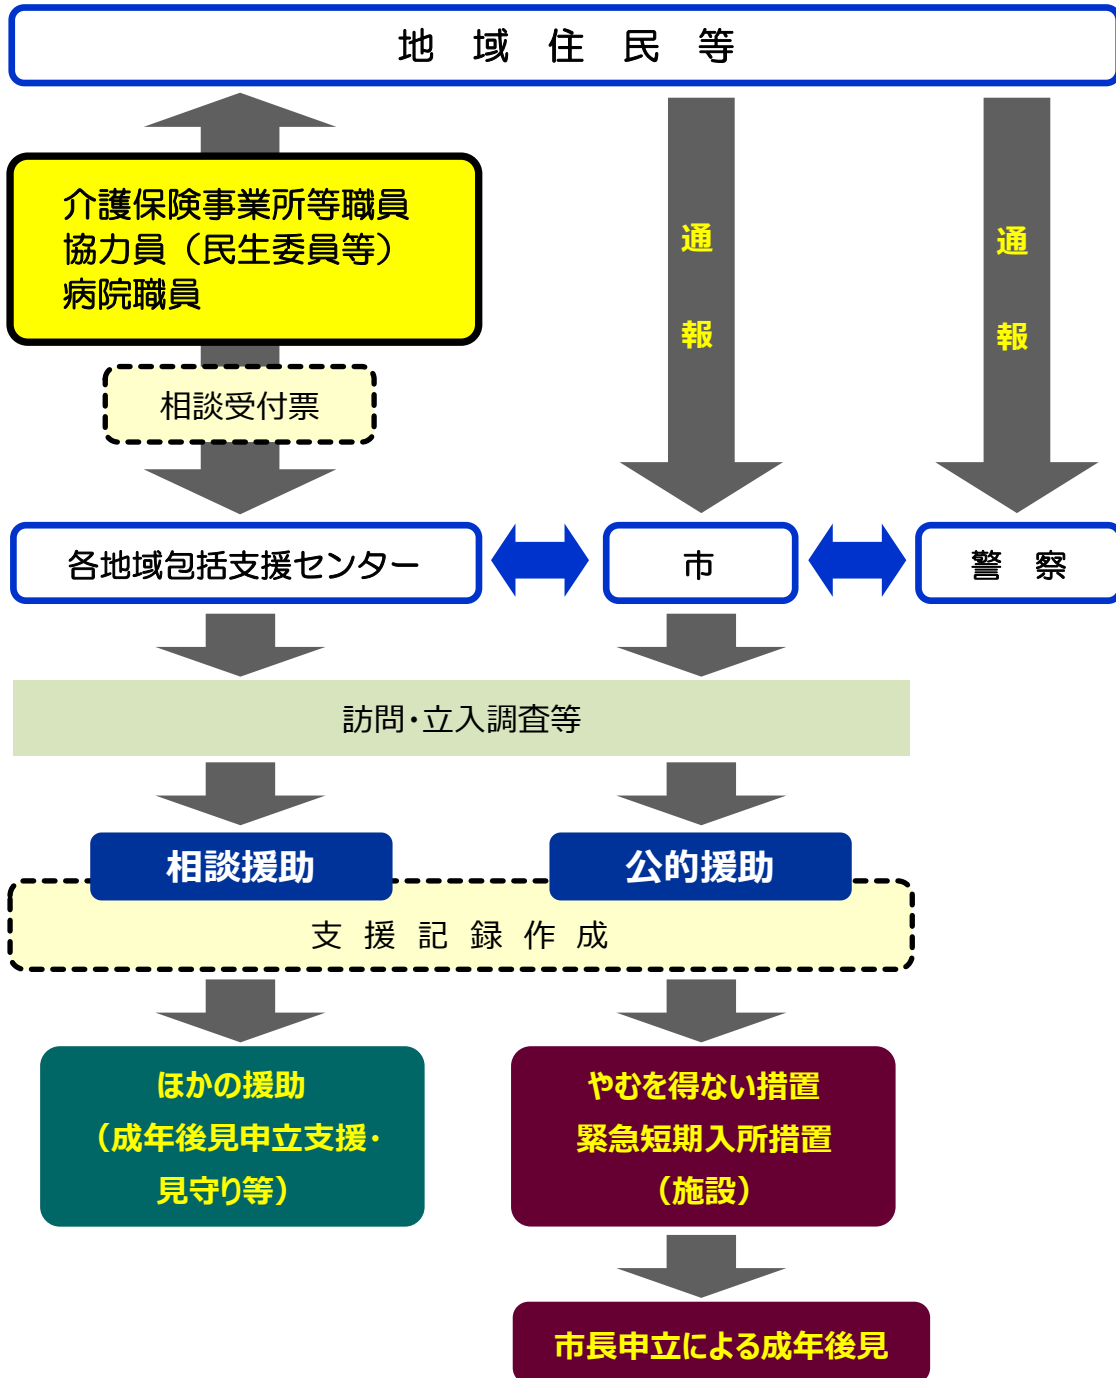 地域住民等
介護保険事業所等職員
協力員（民生委員等）
病院職員
通報
通報
相談受付票
各地域包括支援センター
市
警察
訪問・立入調査等
相談援助
公的援助
支援記録作成
ほかの援助
（成年後見申立支援・
見守り等）
やむを得ない措置
緊急短期入所措置
（施設）
市長申立による成年後見